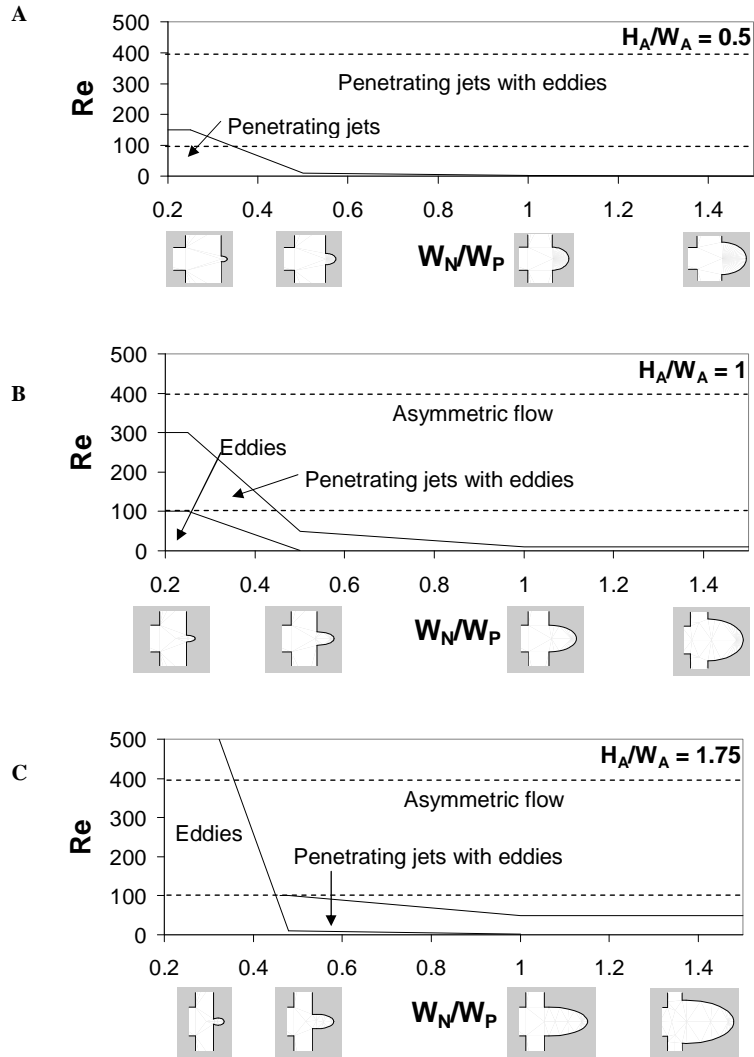 A
H_A/W_A = 0.5
500
400
300
200
100
0
Re
Penetrating jets with eddies
Penetrating jets
0.2 0.4 0.6 0.8 1 1.2 1.4
W_N/W_P
B
H_A/W_A = 1
500
400
300
200
100
0
Re
Asymmetric flow
Eddies
Penetrating jets with eddies
0.2 0.4 0.6 0.8 1 1.2 1.4
W_N/W_P
C
H_A/W_A = 1.75
500
400
300
200
100
0
Re
Asymmetric flow
Eddies
Penetrating jets with eddies
0.2 0.4 0.6 0.8 1 1.2 1.4
W_N/W_P